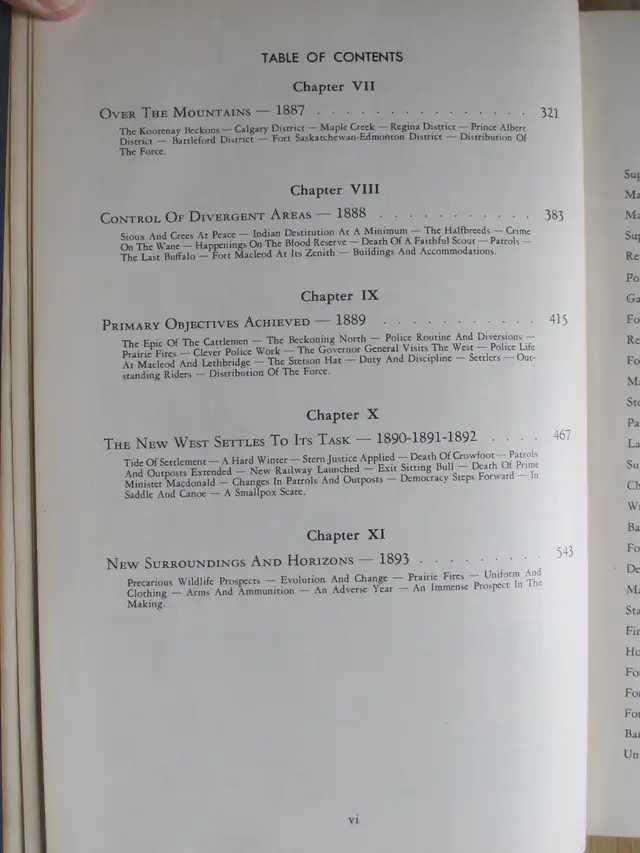 TABLE OF CONTENTS
Chapter VII
OVER THE MOUNTAINS — 1887 . . . . . . . . . . . . . . . 321
The Kootenay Beckons — Calgary District — Maple Creek — Regina District — Prince Albert
District — Battleford District — Fort Saskatchewan-Edmonton District — Distribution Of
The Force.
Chapter VIII
CONTROL OF DIVERGENT AREAS — 1888 . . . . . . . . . . . 383
Sioux And Crees At Peace — Indian Destitution At A Minimum — The Halfbreeds — Crime
On The Wane — Happenings On The Blood Reserve — Death Of A Faithful Scout — Patrols —
The Last Buffalo — Fort Macleod At Its Zenith — Buildings And Accommodations.
Chapter IX
PRIMARY OBJECTIVES ACHIEVED — 1889 . . . . . . . . . . . 415
The Epic Of The Cattlemen — The Beckoning North — Police Routine And Diversions —
Prairie Fires — Clever Police Work — The Governor General Visits The West — Police Life
At Macleod And Lethbridge — The Stetson Hat — Duty And Discipline — Settlers — Out-
standing Riders — Distribution Of The Force.
Chapter X
THE NEW WEST SETTLES TO ITS TASK — 1890-1891-1892 . . . . 467
Tide Of Settlement — A Hard Winter — Stern Justice Applied — Death Of Crowfoot — Patrols
And Outposts Extended — New Railway Launched — Exit Sitting Bull — Death Of Prime
Minister Macdonald — Changes In Patrols And Outposts — Democracy Steps Forward — In
Saddle And Canoe — A Smallpox Scare.
Chapter XI
NEW SURROUNDINGS AND HORIZONS — 1893 . . . . . . . . . 543
Precarious Wildlife Prospects — Evolution And Change — Prairie Fires — Uniform And
Clothing — Arms And Ammunition — An Adverse Year — An Immense Prospect In The
Making.
vi